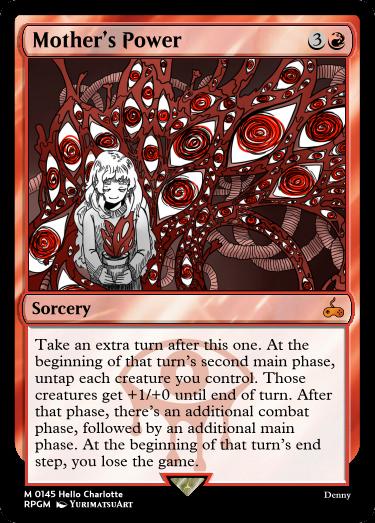 Mother's Power 3
Sorcery
Take an extra turn after this one. At the
beginning of that turn's second main phase,
untap each creature you control. Those
creatures get +1/+0 until end of turn. After
that phase, there's an additional combat
phase, followed by an additional main
phase. At the beginning of that turn's end
step, you lose the game.
M 0145 Hello Charlotte
RPGM YurimatsuArt
Denny